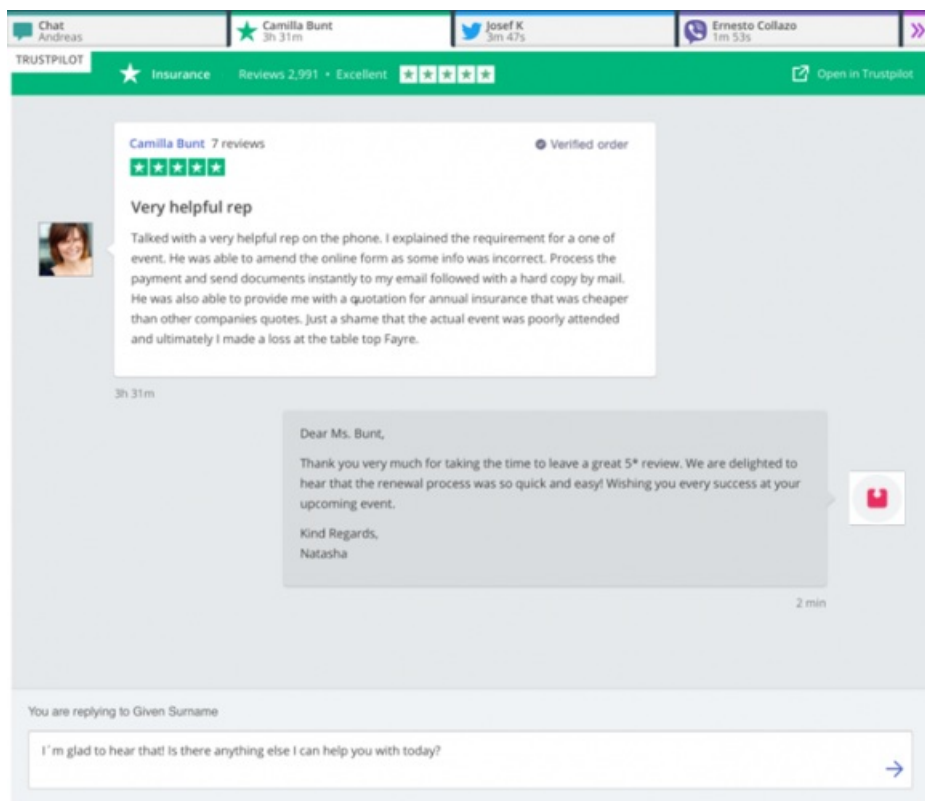 Chat
Andreas
Camilla Bunt
3h 31m
Josef K
3m 47s
Ernesto Collazo
1m 53s
TRUSTPILOT
Insurance
Reviews 2,991 • Excellent
Open in Trustpilot
Camilla Bunt 7 reviews
Verified order
Very helpful rep
Talked with a very helpful rep on the phone. I explained the requirement for a one of
event. He was able to amend the online form as some info was incorrect. Process the
payment and send documents instantly to my email followed with a hard copy by mail.
He was also able to provide me with a quotation for annual insurance that was cheaper
than other companies quotes. Just a shame that the actual event was poorly attended
and ultimately I made a loss at the table top Fayre.
3h 31m
Dear Ms. Bunt,
Thank you very much for taking the time to leave a great 5* review. We are delighted to
hear that the renewal process was so quick and easy! Wishing you every success at your
upcoming event.
Kind Regards,
Natasha
2 min
You are replying to Given Surname
I´m glad to hear that! Is there anything else I can help you with today?